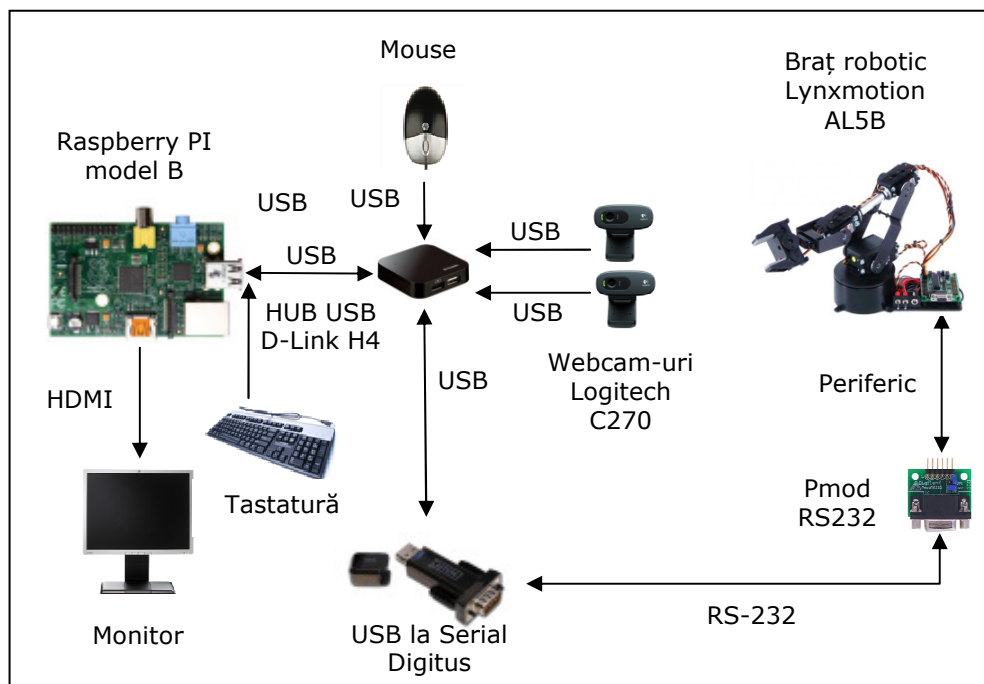 Mouse
Braț robotic
Lynxmotion
AL5B
Raspberry PI
model B
USB
USB
USB
USB
USB
HUB USB
D-Link H4
USB
Webcam-uri
Logitech
C270
HDMI
Periferic
Tastatură
Pmod
RS232
Monitor
USB la Serial
Digitus
RS-232